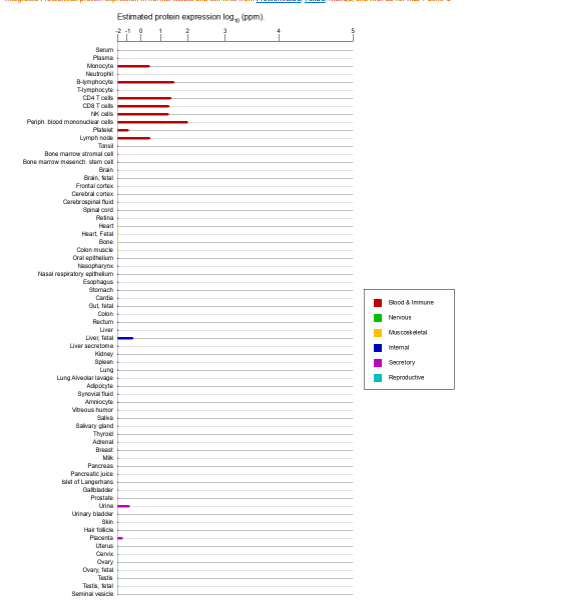 Estimated protein expression log10 (ppm).
-2 -1 0 1 2 3 4 5
Serum
Plasma
Monocyte
Neutrophil
B-lymphocyte
T-lymphocyte
CD4 T cells
CD8 T cells
NK cells
Periph. blood mononuclear cells
Platelet
Lymph node
Tonsil
Bone marrow stromal cell
Bone marrow mesench. stem cell
Brain
Brain, fetal
Frontal cortex
Cerebral cortex
Cerebrospinal fluid
Spinal cord
Retina
Heart
Heart, Fetal
Bone
Colon muscle
Oral epithelium
Nasopharynx
Nasal respiratory epithelium
Esophagus
Stomach
Cardia
Gut, fetal
Colon
Rectum
Liver
Liver, fetal
Liver secretome
Kidney
Spleen
Lung
Lung Alveolar lavage
Adipocyte
Synovial fluid
Amniocyte
Vitreous humor
Saliva
Salivary gland
Thyroid
Adrenal
Breast
Milk
Pancreas
Pancreatic juice
Islet of Langerhans
Gallbladder
Prostate
Urine
Urinary bladder
Skin
Hair follicle
Placenta
Uterus
Cervix
Ovary
Ovary, fetal
Testis
Testis, fetal
Seminal vesicle
Blood & Immune
Nervous
Muscoskeletal
Internal
Secretory
Reproductive